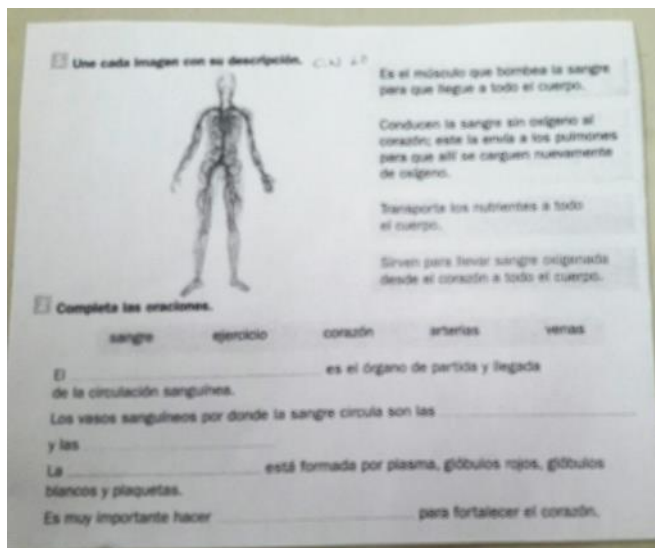 Une cada imagen con su descripción.
Es el músculo que bombea la sangre
para que llegue a todo el cuerpo.
Conducen la sangre sin oxígeno al
corazón; este la envía a los pulmones
para que allí se carguen nuevamente
de oxígeno.
Transporta los nutrientes a todo
el cuerpo.
Sirven para llevar sangre oxigenada
desde el corazón a todo el cuerpo.
Completa las oraciones.
sangre ejercicio corazón arterias venas
El ______ es el órgano de partida y llegada
de la circulación sanguínea.
Los vasos sanguíneos por donde la sangre circula son las ______
y las ______
La ______ está formada por plasma, glóbulos rojos, glóbulos
blancos y plaquetas.
Es muy importante hacer ______ para fortalecer el corazón.